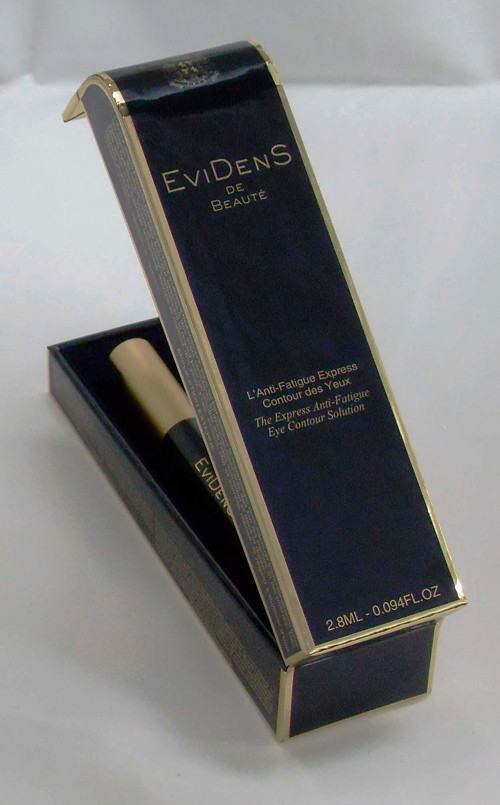 EVIDENS
DE
BEAUTÉ
L'Anti-Fatigue Express
Contour des Yeux
The Express Anti-Fatigue
Eye Contour Solution
2.8ML - 0.094FL.OZ
EVIDENS